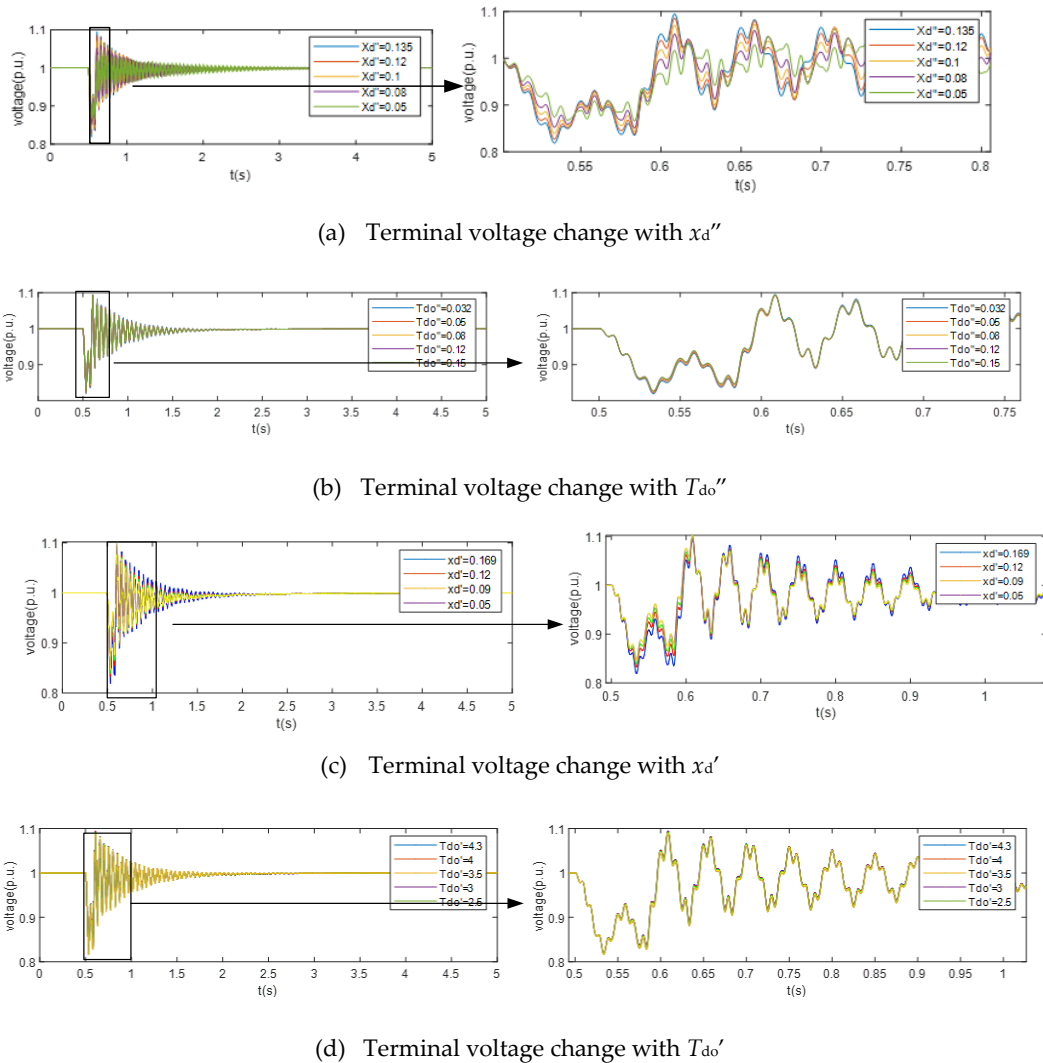 1.1
1
0.9
0.8
voltage(p.u.)
0 1 2 3 4 5
t(s)
Xd"=0.135
Xd"=0.12
Xd"=0.1
Xd"=0.08
Xd"=0.05
1.1
1
0.9
0.8
voltage(p.u.)
0.55 0.6 0.65 0.7 0.75 0.8
t(s)
Xd"=0.135
Xd"=0.12
Xd"=0.1
Xd"=0.08
Xd"=0.05
(a) Terminal voltage change with xd″
1.1
1
0.9
voltage(p.u.)
0 0.5 1 1.5 2 2.5 3 3.5 4 4.5 5
t(s)
Tdo"=0.032
Tdo"=0.05
Tdo"=0.08
Tdo"=0.12
Tdo"=0.15
1.1
1
0.9
voltage(p.u.)
0.5 0.55 0.6 0.65 0.7 0.75
t(s)
Tdo"=0.032
Tdo"=0.05
Tdo"=0.08
Tdo"=0.12
Tdo"=0.15
(b) Terminal voltage change with Tdo″
1.1
1
0.9
0.8
voltage(p.u.)
0 0.5 1 1.5 2 2.5 3 3.5 4 4.5 5
t(s)
xd'=0.169
xd'=0.12
xd'=0.09
xd'=0.05
1.1
1
0.9
0.8
voltage(p.u.)
0.5 0.6 0.7 0.8 0.9 1
t(s)
xd'=0.169
xd'=0.12
xd'=0.09
xd'=0.05
(c) Terminal voltage change with xd′
1.1
1
0.9
0.8
voltage(p.u.)
0 0.5 1 1.5 2 2.5 3 3.5 4 4.5 5
t(s)
Tdo'=4.3
Tdo'=4
Tdo'=3.5
Tdo'=3
Tdo'=2.5
1.1
1
0.9
0.8
voltage(p.u.)
0.5 0.55 0.6 0.65 0.7 0.75 0.8 0.85 0.9 0.95 1
t(s)
Tdo'=4.3
Tdo'=4
Tdo'=3.5
Tdo'=3
Tdo'=2.5
(d) Terminal voltage change with Tdo′